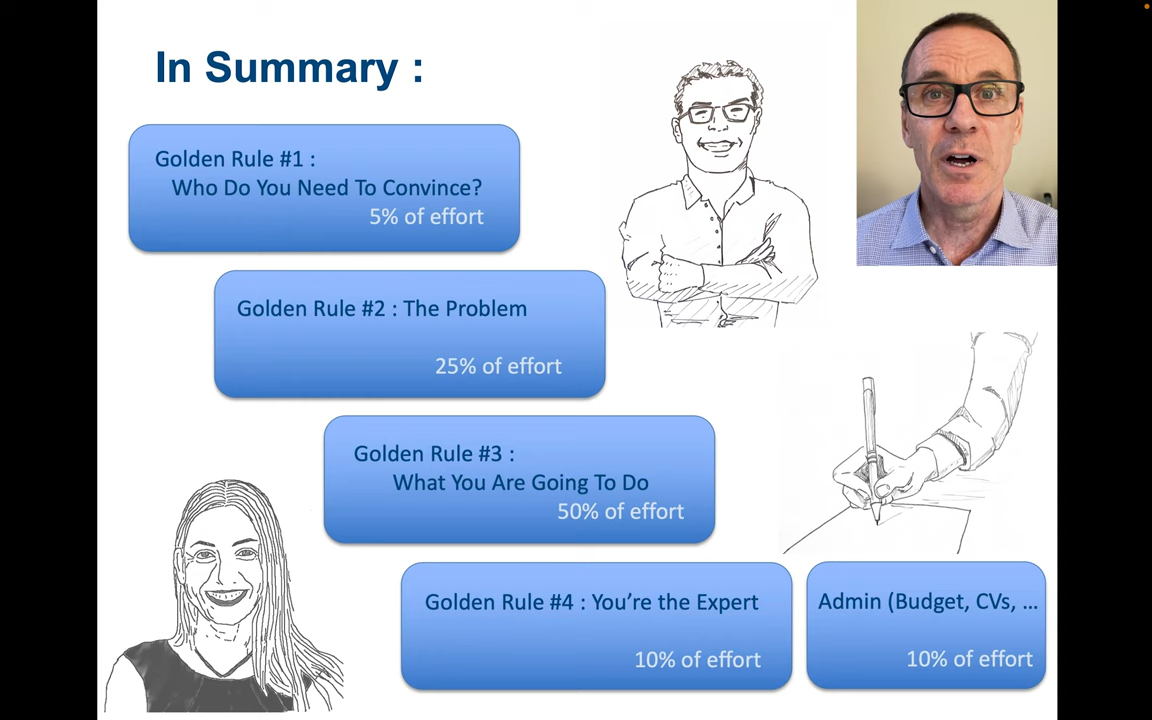 In Summary :
Golden Rule #1 :
Who Do You Need To Convince?
5% of effort
Golden Rule #2 : The Problem
25% of effort
Golden Rule #3 :
What You Are Going To Do
50% of effort
Golden Rule #4 : You’re the Expert
10% of effort
Admin (Budget, CVs, ...
10% of effort